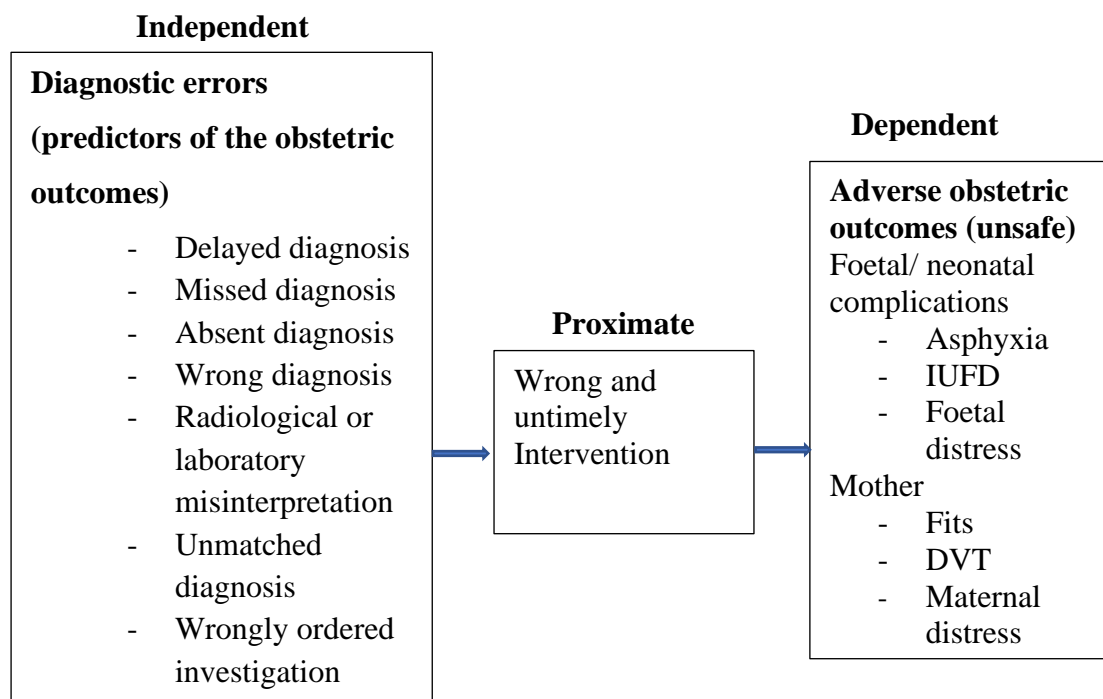 Independent
Diagnostic errors
(predictors of the obstetric
outcomes)
- Delayed diagnosis
- Missed diagnosis
- Absent diagnosis
- Wrong diagnosis
- Radiological or
laboratory
misinterpretation
- Unmatched
diagnosis
- Wrongly ordered
investigation
Proximate
Wrong and
untimely
Intervention
Dependent
Adverse obstetric
outcomes (unsafe)
Foetal/ neonatal
complications
- Asphyxia
- IUFD
- Foetal
distress
Mother
- Fits
- DVT
- Maternal
distress